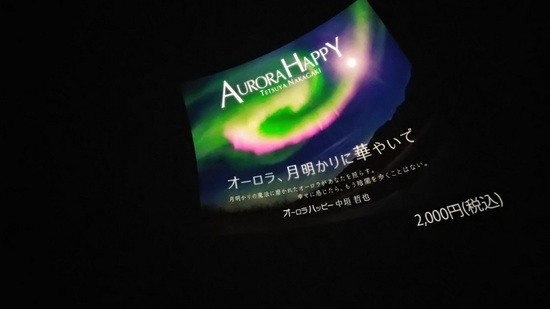 AURORA HAPPY
TETSUYA NAKAGAKI
オーロラ、月明かりに華やいで
月明かりの魔法に磨かれたオーロラがあなたを照らす。
幸せに感じたら、もう暗闇を歩くことはない。
オーロラハッピー 中垣 哲也
2,000円(税込)